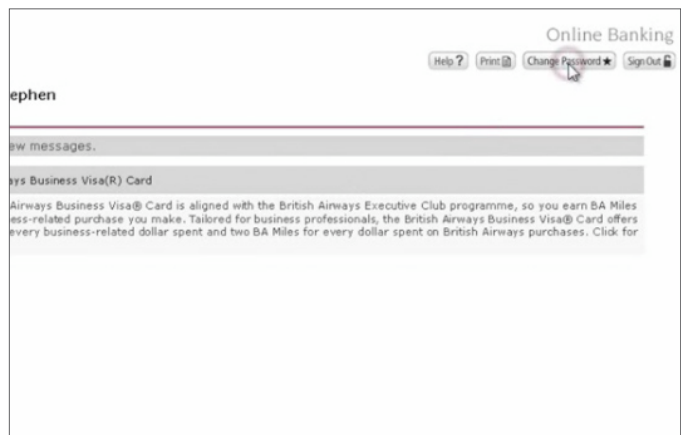 Online Banking
Help ? Print Change Password ★ Sign Out
ephen
ew messages.
ays Business Visa(R) Card
Airways Business Visa® Card is aligned with the British Airways Executive Club programme, so you earn BA Miles
ess-related purchase you make. Tailored for business professionals, the British Airways Business Visa® Card offers
every business-related dollar spent and two BA Miles for every dollar spent on British Airways purchases. Click for